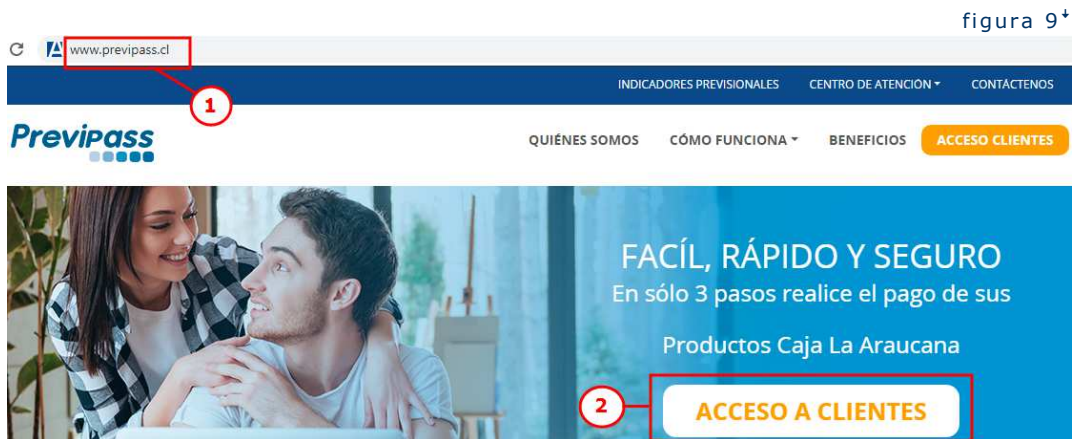 figura 9
www.previpass.cl
1
INDICADORES PREVISIONALES CENTRO DE ATENCIÓN CONTÁCTENOS
Previpass
QUIÉNES SOMOS CÓMO FUNCIONA BENEFICIOS ACCESO CLIENTES
FACÍL, RÁPIDO Y SEGURO
En sólo 3 pasos realice el pago de sus
Productos Caja La Araucana
2
ACCESO A CLIENTES